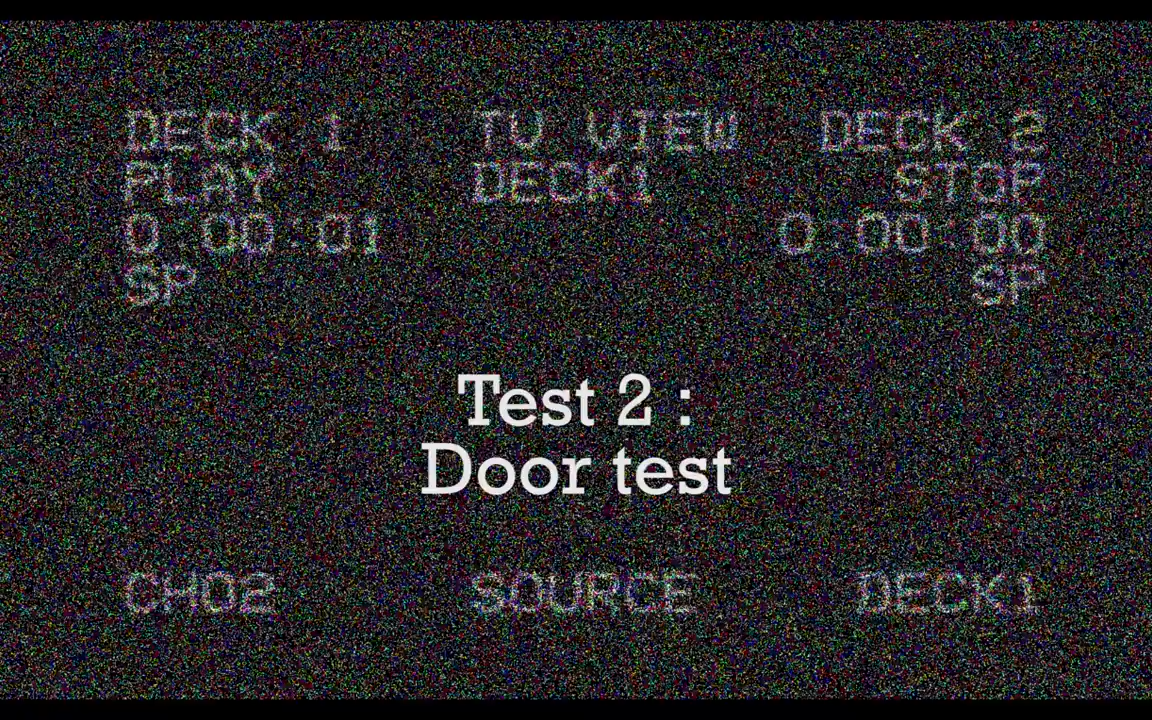 DECK 1 TV VIEW DECK 2
PLAY DECK1 STOP
0:00:01 0:00:00
SP SP
Test 2 :
Door test
CH02 SOURCE DECK1